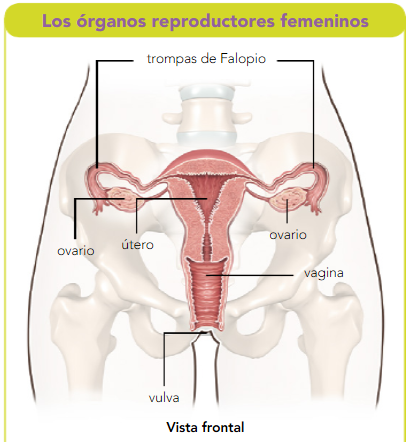 Los órganos reproductores femeninos
trompas de Falopio
ovario
útero
ovario
vagina
vulva
Vista frontal